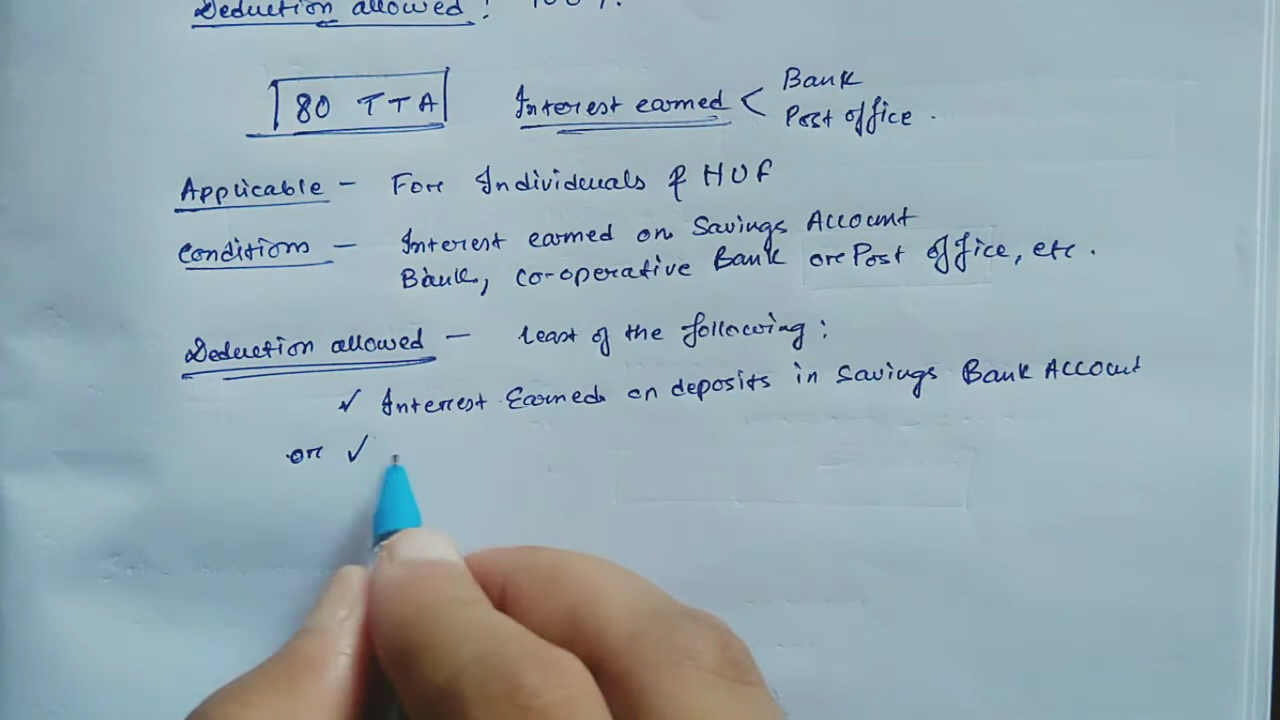 Deduction allowed : 100%.
80 TTA Interest earned < Bank
Post office.
Applicable - For Individuals & HUF
Conditions - Interest earned on Savings Account
Bank, co-operative Bank or Post office, etc.
Deduction allowed - least of the following :
✓ Interest Earned on deposits in Savings Bank Account
or ✓